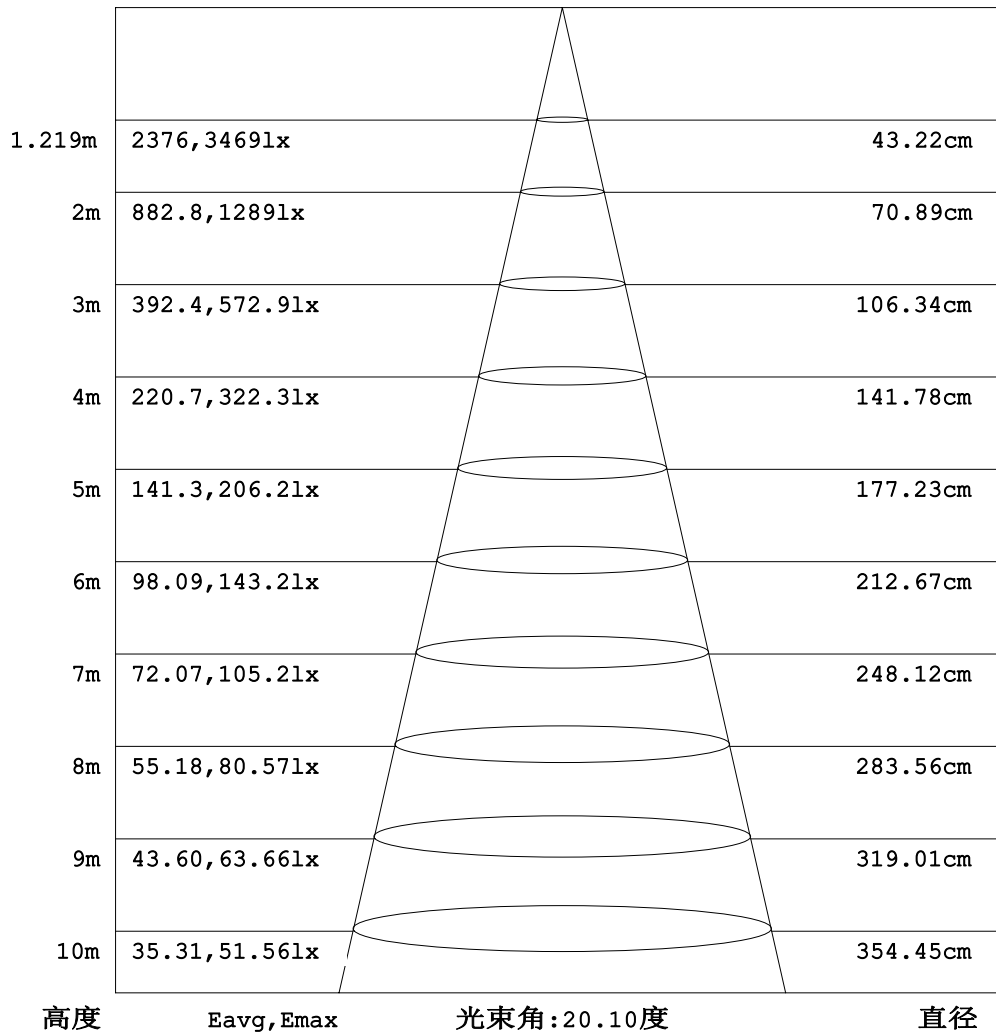 1.219m 2376,3469lx 43.22cm
2m 882.8,1289lx 70.89cm
3m 392.4,572.9lx 106.34cm
4m 220.7,322.3lx 141.78cm
5m 141.3,206.2lx 177.23cm
6m 98.09,143.2lx 212.67cm
7m 72.07,105.2lx 248.12cm
8m 55.18,80.57lx 283.56cm
9m 43.60,63.66lx 319.01cm
10m 35.31,51.56lx 354.45cm
高度 Eavg,Emax 光束角:20.10度 直径